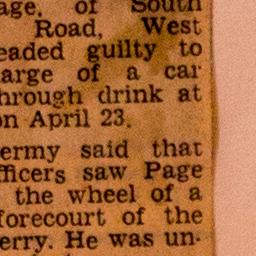 age, of South
Road, West
eaded guilty to
arge of a car
hrough drink at
on April 23.
ermy said that
fficers saw Page
the wheel of a
forecourt of the
erry. He was un-